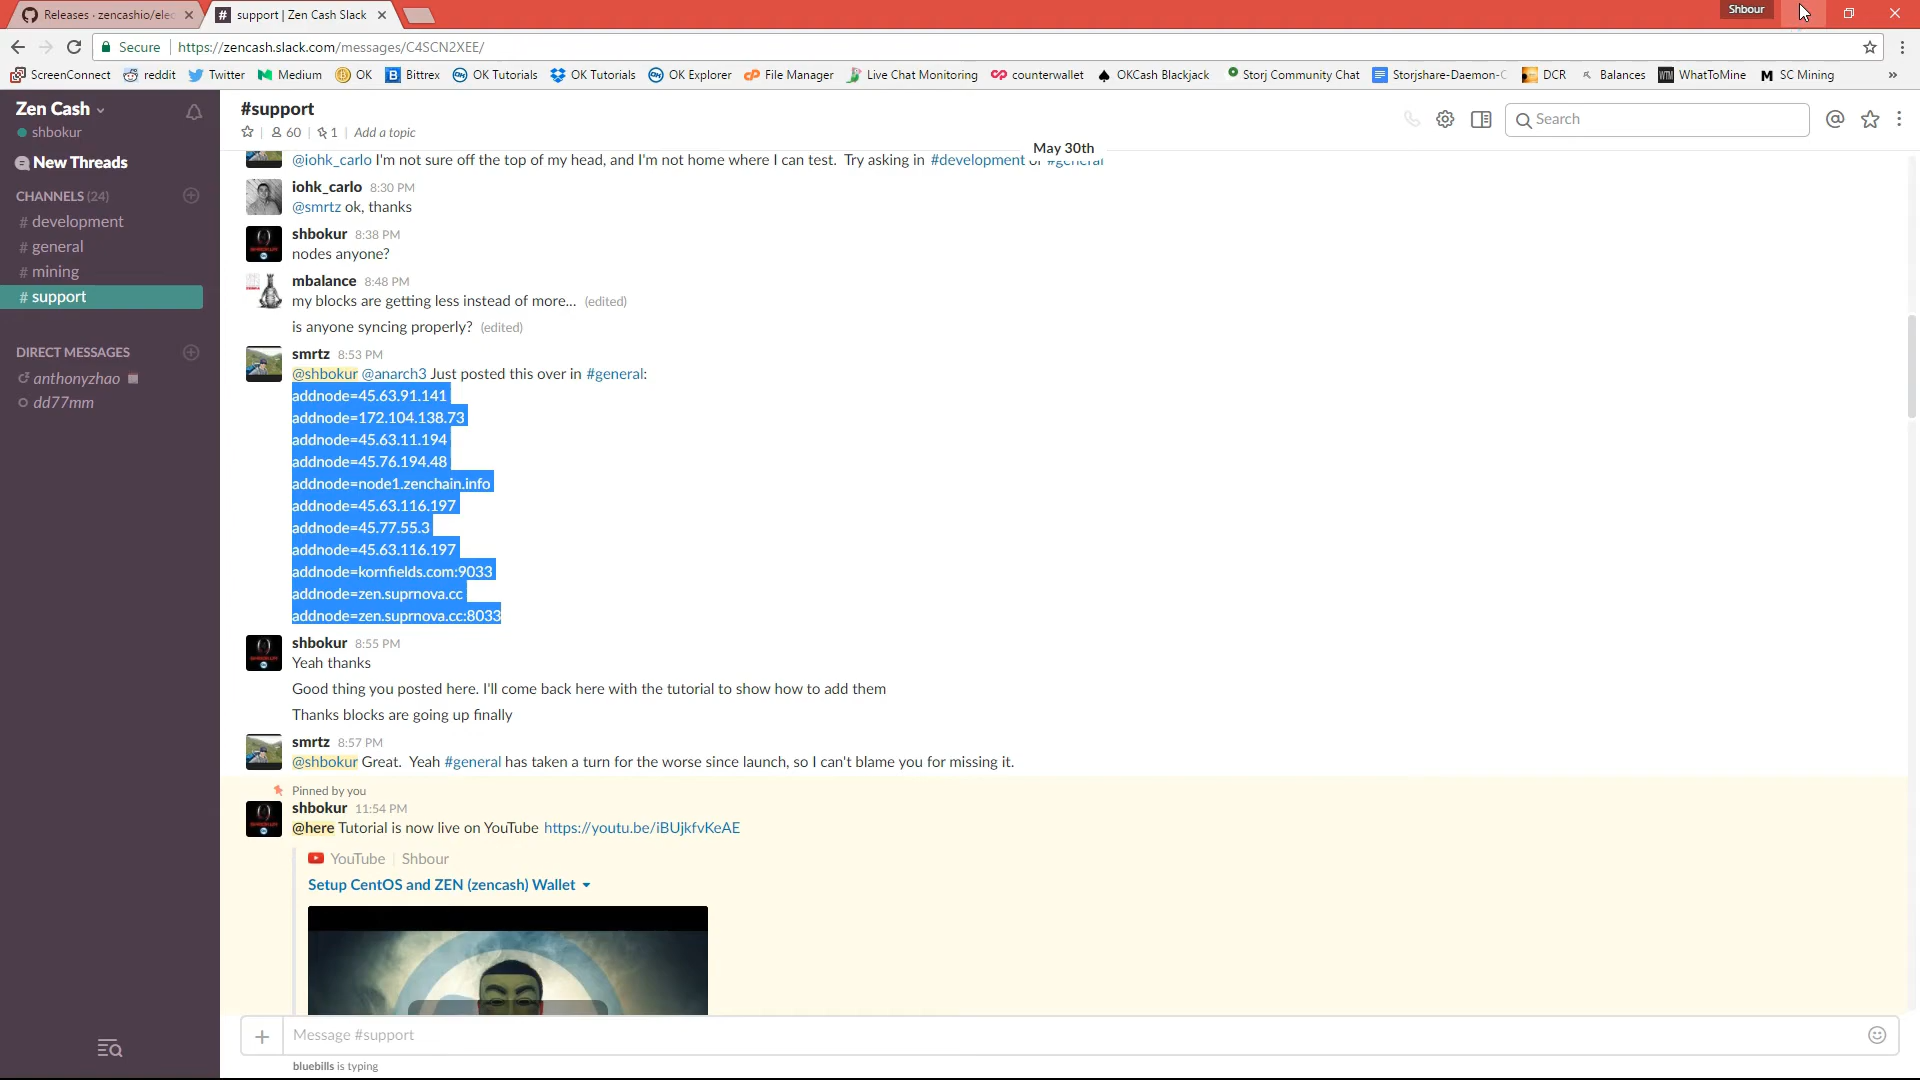 Releases · zencashio/elec
support | Zen Cash Slack
Shbour
Secure
https://zencash.slack.com/messages/C4SCN2XEE/
ScreenConnect
reddit
Twitter
Medium
OK
Bittrex
OK Tutorials
OK Tutorials
OK Explorer
File Manager
Live Chat Monitoring
counterwallet
OKCash Blackjack
Storj Community Chat
Storjshare-Daemon-C
DCR
Balances
WhatToMine
SC Mining
Zen Cash
shbokur
New Threads
CHANNELS (24)
# development
# general
# mining
# support
DIRECT MESSAGES
anthonyzhao
dd77mm
#support
60
1
Add a topic
Search
May 30th
@iohk_carlo I'm not sure off the top of my head, and I'm not home where I can test. Try asking in #development or #general
iohk_carlo 8:30 PM
@smrtz ok, thanks
shbokur 8:38 PM
nodes anyone?
mbalance 8:48 PM
my blocks are getting less instead of more... (edited)
is anyone syncing properly? (edited)
smrtz 8:53 PM
@shbokur @anarch3 Just posted this over in #general:
addnode=45.63.91.141
addnode=172.104.138.73
addnode=45.63.11.194
addnode=45.76.194.48
addnode=node1.zenchain.info
addnode=45.63.116.197
addnode=45.77.55.3
addnode=45.63.116.197
addnode=kornfields.com:9033
addnode=zen.suprnova.cc
addnode=zen.suprnova.cc:8033
shbokur 8:55 PM
Yeah thanks
Good thing you posted here. I'll come back here with the tutorial to show how to add them
Thanks blocks are going up finally
smrtz 8:57 PM
@shbokur Great. Yeah #general has taken a turn for the worse since launch, so I can't blame you for missing it.
Pinned by you
shbokur 11:54 PM
@here Tutorial is now live on YouTube https://youtu.be/iBUjkfvKeAE
YouTube | Shbour
Setup CentOS and ZEN (zencash) Wallet
Message #support
bluebills is typing